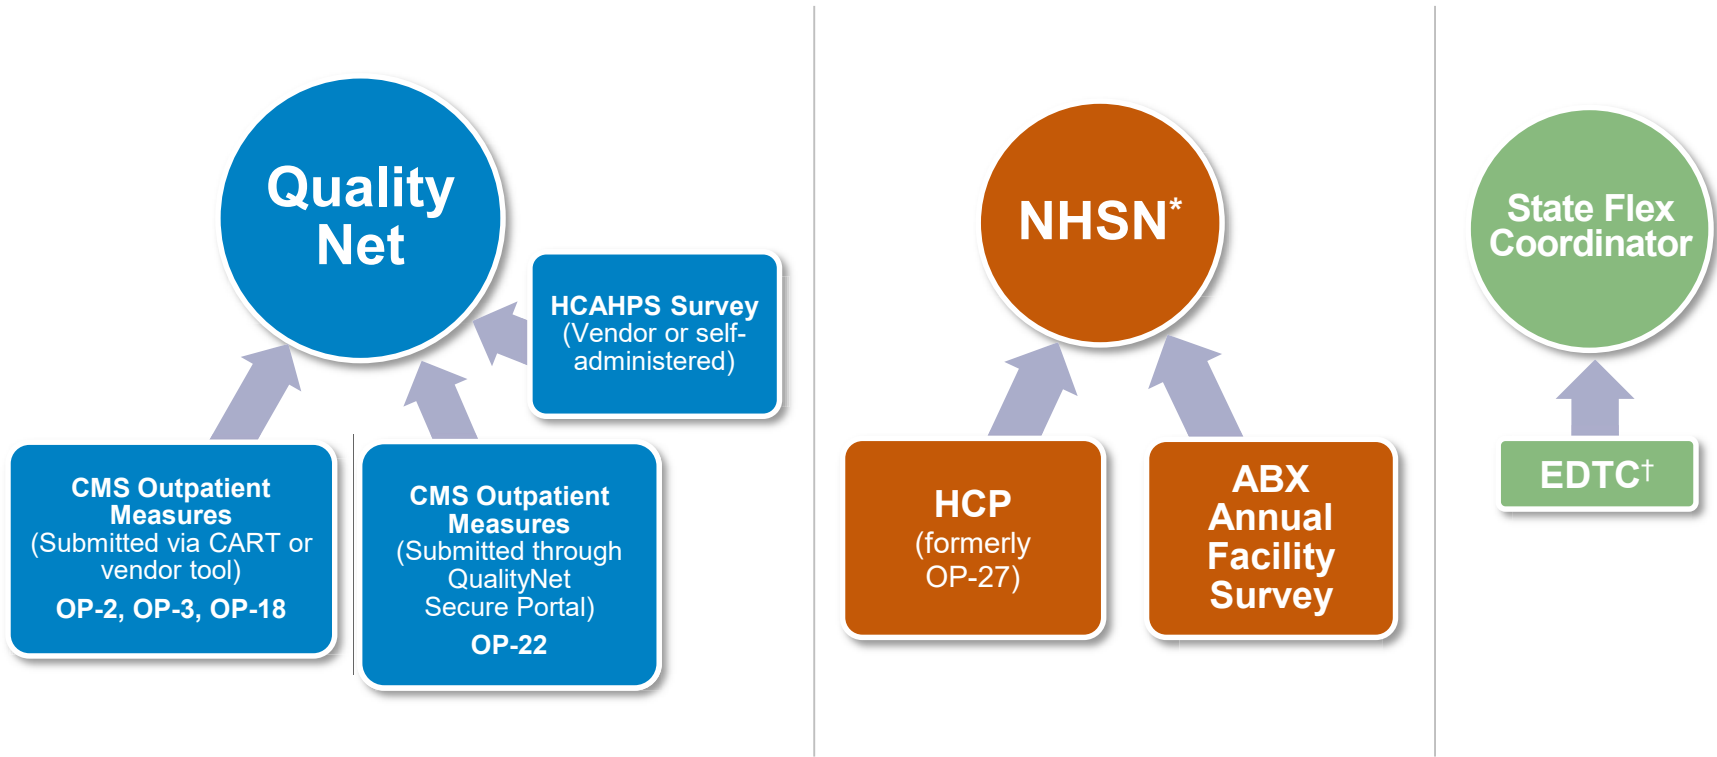 Quality
Net
HCAHPS Survey
(Vendor or self-
administered)
CMS Outpatient
Measures
(Submitted via CART or
vendor tool)
OP-2, OP-3, OP-18
CMS Outpatient
Measures
(Submitted through
QualityNet
Secure Portal)
OP-22
NHSN*
HCP
(formerly
OP-27)
ABX
Annual
Facility
Survey
State Flex
Coordinator
EDTC†